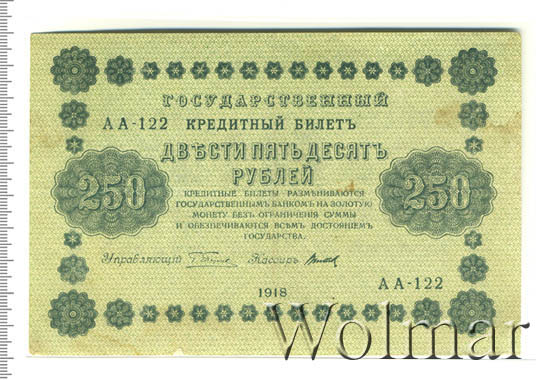 ГОСУДАРСТВЕННЫЙ
АА-122 КРЕДИТНЫЙ БИЛЕТЪ
ДВѢСТИ ПЯТЬДЕСЯТЬ
РУБЛЕЙ
250 250
КРЕДИТНЫЕ БИЛЕТЫ РАЗМѢНИВАЮТСЯ
ГОСУДАРСТВЕННЫМЪ БАНКОМЪ НА ЗОЛОТУЮ
МОНЕТУ БЕЗЪ ОГРАНИЧЕНІЯ СУММЫ
И ОБЕЗПЕЧИВАЮТСЯ ВСѢМЪ ДОСТОЯНІЕМЪ
ГОСУДАРСТВА.
Управляющій Кассиръ
1918
АА-122
Wolmar